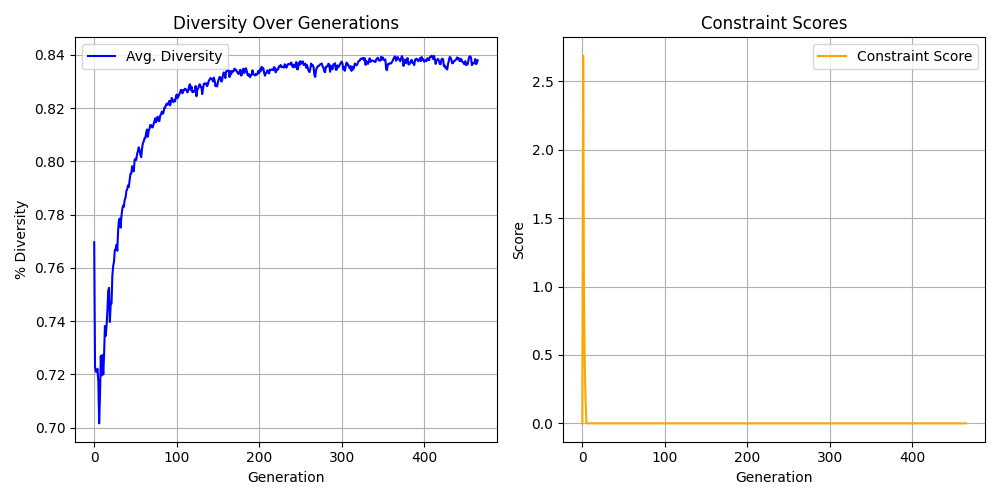 Diversity Over Generations
Avg. Diversity
% Diversity
0.84
0.82
0.80
0.78
0.76
0.74
0.72
0.70
0 100 200 300 400
Generation
Constraint Scores
Constraint Score
Score
2.5
2.0
1.5
1.0
0.5
0.0
0 100 200 300 400
Generation